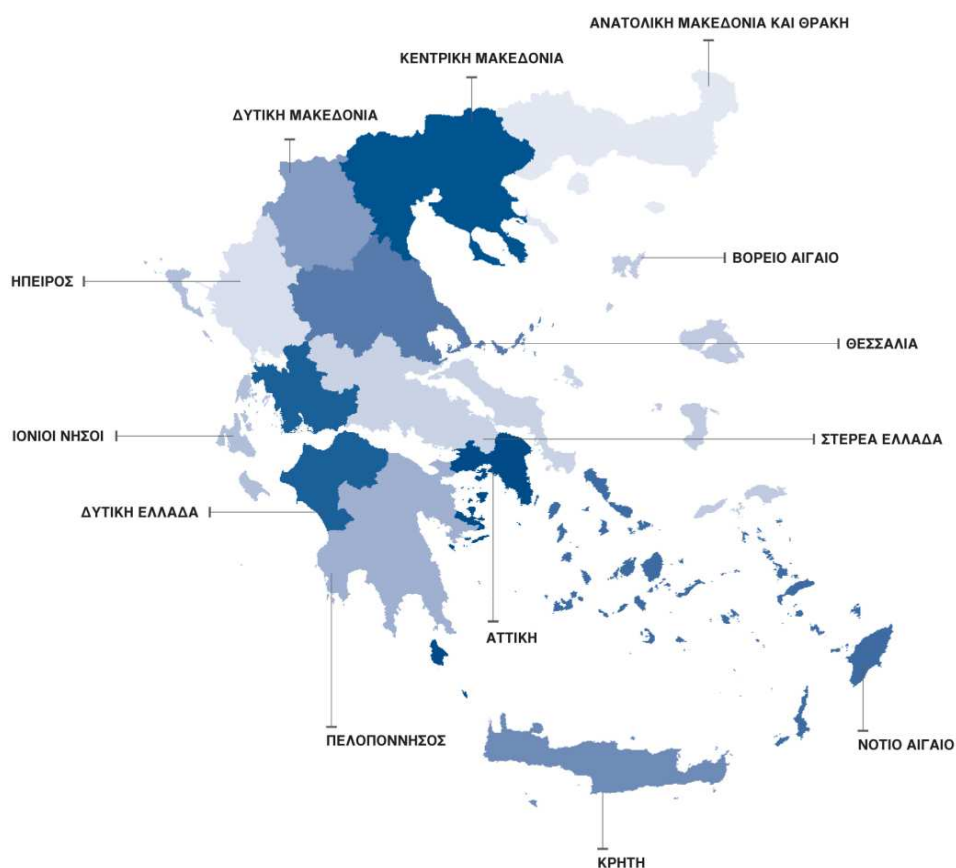 ΑΝΑΤΟΛΙΚΗ ΜΑΚΕΔΟΝΙΑ ΚΑΙ ΘΡΑΚΗ
ΚΕΝΤΡΙΚΗ ΜΑΚΕΔΟΝΙΑ
ΔΥΤΙΚΗ ΜΑΚΕΔΟΝΙΑ
ΒΟΡΕΙΟ ΑΙΓΑΙΟ
ΗΠΕΙΡΟΣ
ΘΕΣΣΑΛΙΑ
ΙΟΝΙΟΙ ΝΗΣΟΙ
ΣΤΕΡΕΑ ΕΛΛΑΔΑ
ΔΥΤΙΚΗ ΕΛΛΑΔΑ
ΑΤΤΙΚΗ
ΠΕΛΟΠΟΝΝΗΣΟΣ
ΝΟΤΙΟ ΑΙΓΑΙΟ
ΚΡΗΤΗ